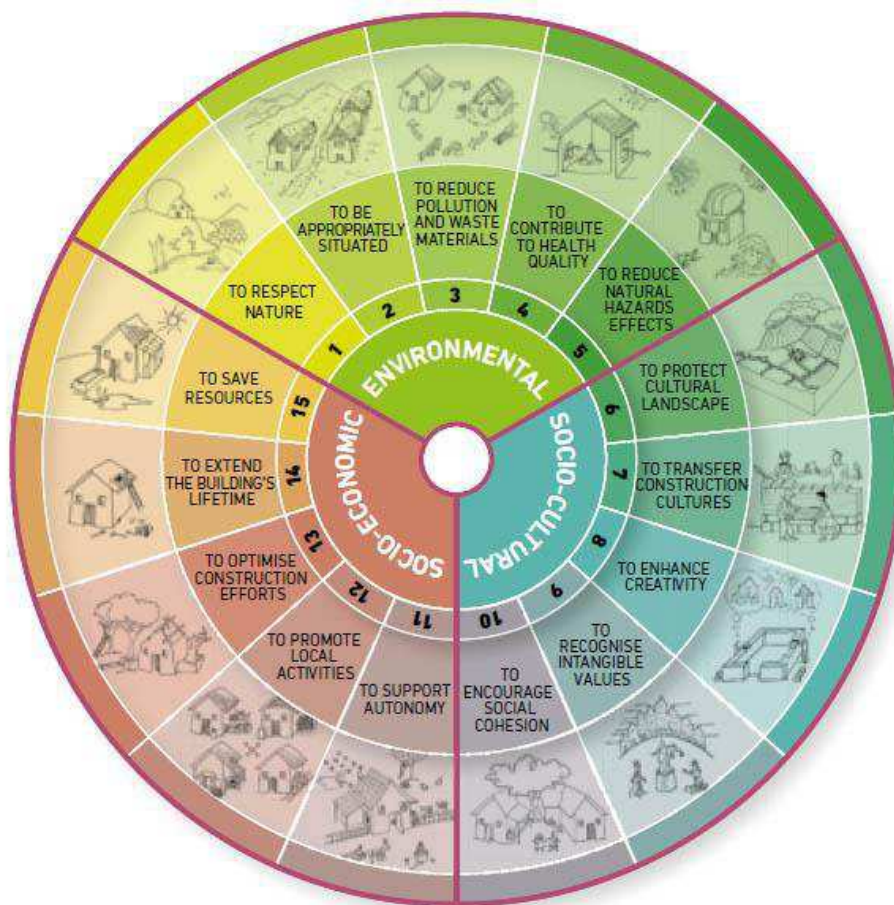 ENVIRONMENTAL
1
TO RESPECT
NATURE
2
TO BE
APPROPRIATELY
SITUATED
3
TO REDUCE
POLLUTION
AND WASTE
MATERIALS
4
TO
CONTRIBUTE
TO HEALTH
QUALITY
5
TO REDUCE
NATURAL
HAZARDS
EFFECTS
SOCIO-CULTURAL
6
TO PROTECT
CULTURAL
LANDSCAPE
7
TO TRANSFER
CONSTRUCTION
CULTURES
8
TO ENHANCE
CREATIVITY
9
TO
RECOGNISE
INTANGIBLE
VALUES
10
TO
ENCOURAGE
SOCIAL
COHESION
SOCIO-ECONOMIC
11
TO SUPPORT
AUTONOMY
12
TO PROMOTE
LOCAL
ACTIVITIES
13
TO OPTIMISE
CONSTRUCTION
EFFORTS
14
TO EXTEND
THE BUILDING'S
LIFETIME
15
TO SAVE
RESOURCES